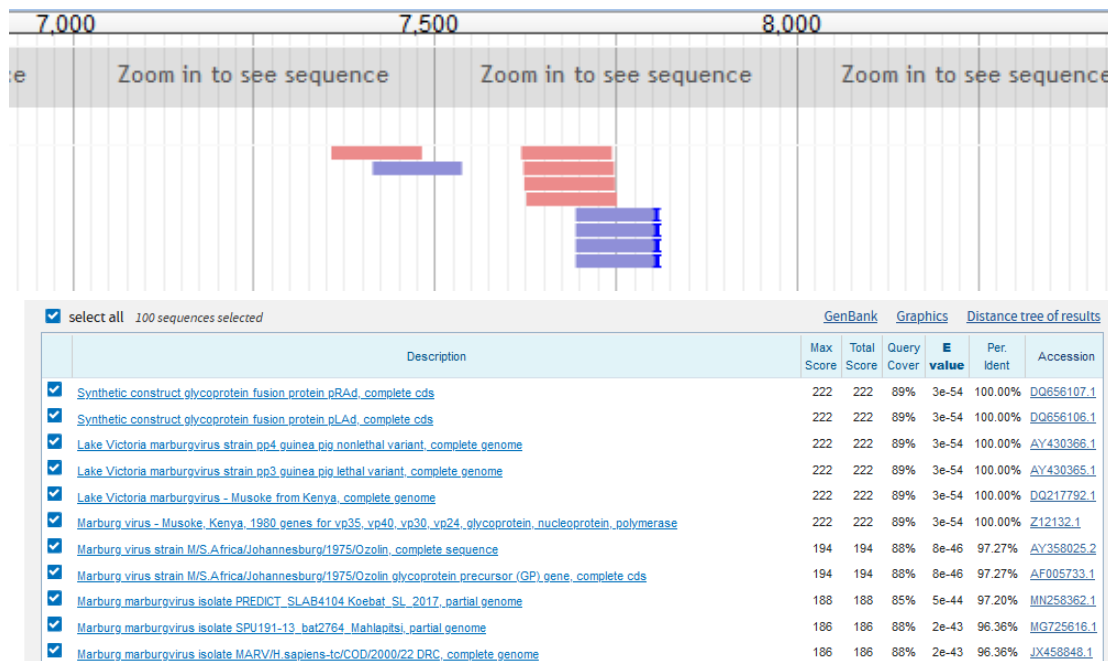 7,000 7,500 8,000
e Zoom in to see sequence Zoom in to see sequence Zoom in to see sequence
select all 100 sequences selected GenBank Graphics Distance tree of results
Description Max Score Total Score Query Cover E value Per. Ident Accession
Synthetic construct glycoprotein fusion protein pRAd, complete cds 222 222 89% 3e-54 100.00% DQ656107.1
Synthetic construct glycoprotein fusion protein pLAd, complete cds 222 222 89% 3e-54 100.00% DQ656106.1
Lake Victoria marburgvirus strain pp4 guinea pig nonlethal variant, complete genome 222 222 89% 3e-54 100.00% AY430366.1
Lake Victoria marburgvirus strain pp3 guinea pig lethal variant, complete genome 222 222 89% 3e-54 100.00% AY430365.1
Lake Victoria marburgvirus - Musoke from Kenya, complete genome 222 222 89% 3e-54 100.00% DQ217792.1
Marburg virus - Musoke, Kenya, 1980 genes for vp35, vp40, vp30, vp24, glycoprotein, nucleoprotein, polymerase 222 222 89% 3e-54 100.00% Z12132.1
Marburg virus strain M/S.Africa/Johannesburg/1975/Ozolin, complete sequence 194 194 88% 8e-46 97.27% AY358025.2
Marburg virus strain M/S.Africa/Johannesburg/1975/Ozolin glycoprotein precursor (GP) gene, complete cds 194 194 88% 8e-46 97.27% AF005733.1
Marburg marburgvirus isolate PREDICT_SLAB4104 Koebat_SL_2017, partial genome 188 188 85% 5e-44 97.20% MN258362.1
Marburg marburgvirus isolate SPU191-13_bat2764_Mahlapitsi, partial genome 186 186 88% 2e-43 96.36% MG725616.1
Marburg marburgvirus isolate MARV/H.sapiens-tc/COD/2000/22 DRC, complete genome 186 186 88% 2e-43 96.36% JX458848.1